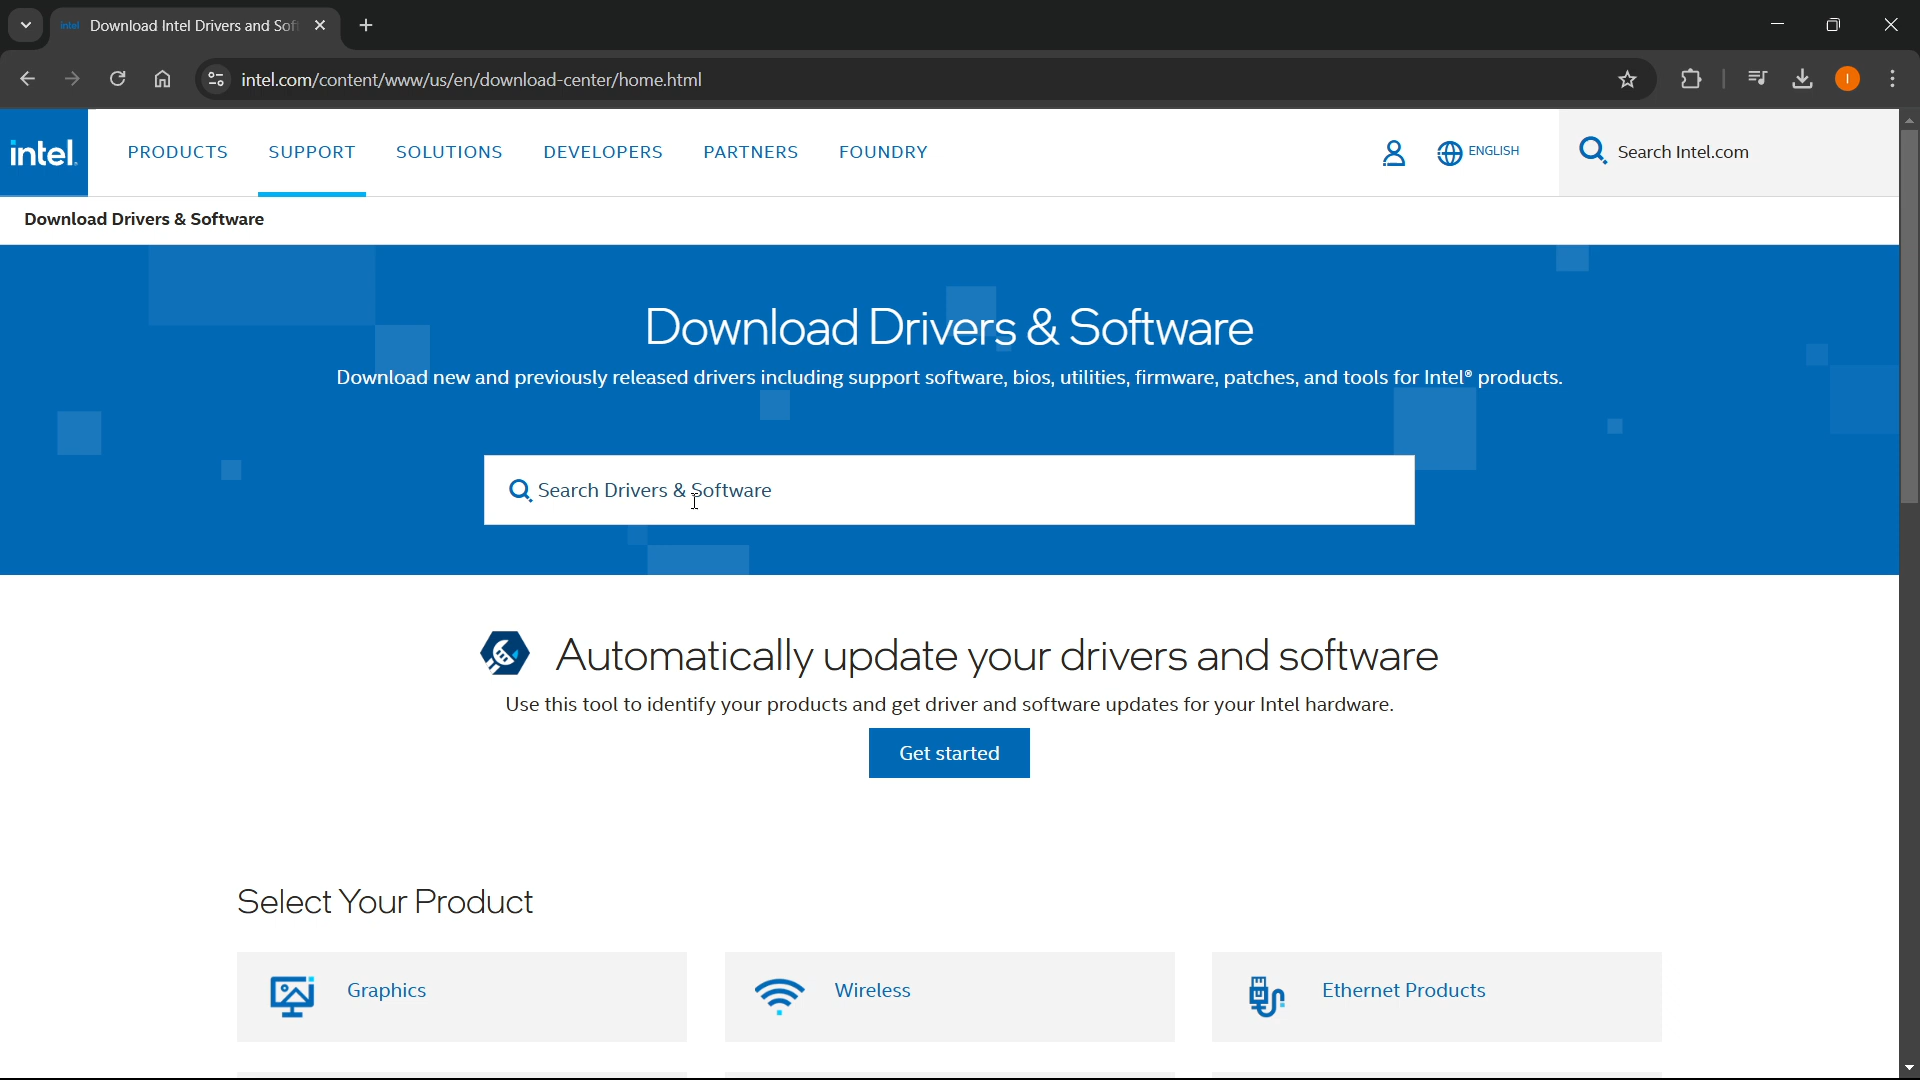 intel Download Intel Drivers and Sof
intel.com/content/www/us/en/download-center/home.html
I
intel.
PRODUCTS
SUPPORT
SOLUTIONS
DEVELOPERS
PARTNERS
FOUNDRY
ENGLISH
Search Intel.com
Download Drivers & Software
Download Drivers & Software
Download new and previously released drivers including support software, bios, utilities, firmware, patches, and tools for Intel® products.
Search Drivers & Software
Automatically update your drivers and software
Use this tool to identify your products and get driver and software updates for your Intel hardware.
Get started
Select Your Product
Graphics
Wireless
Ethernet Products